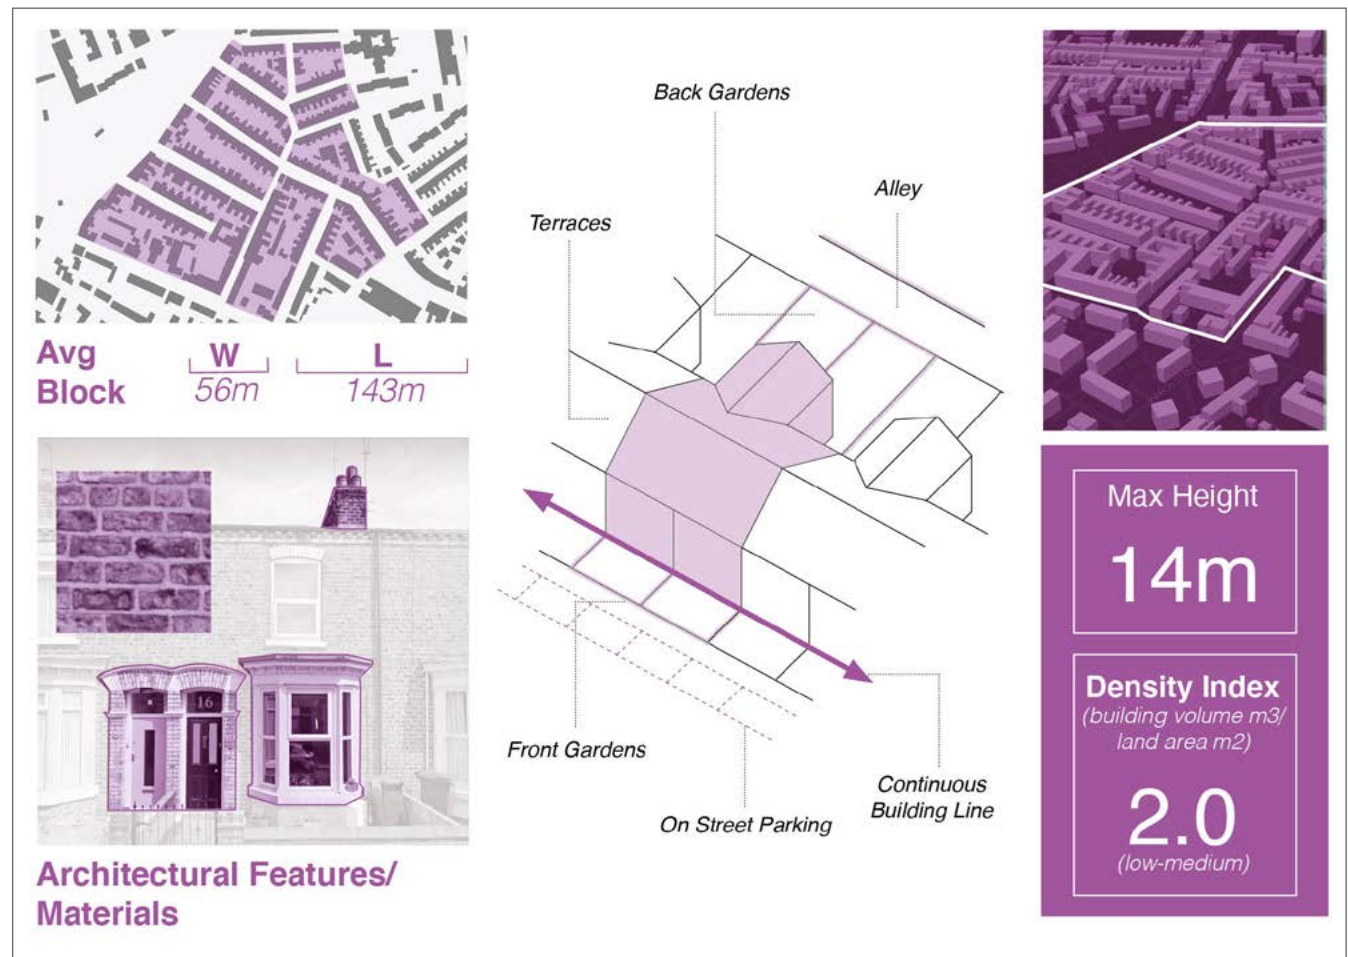 Avg
Block
W
56m
L
143m
16
Architectural Features/
Materials
Back Gardens
Alley
Terraces
Front Gardens
On Street Parking
Continuous
Building Line
Max Height
14m
Density Index
(building volume m3/
land area m2)
2.0
(low-medium)